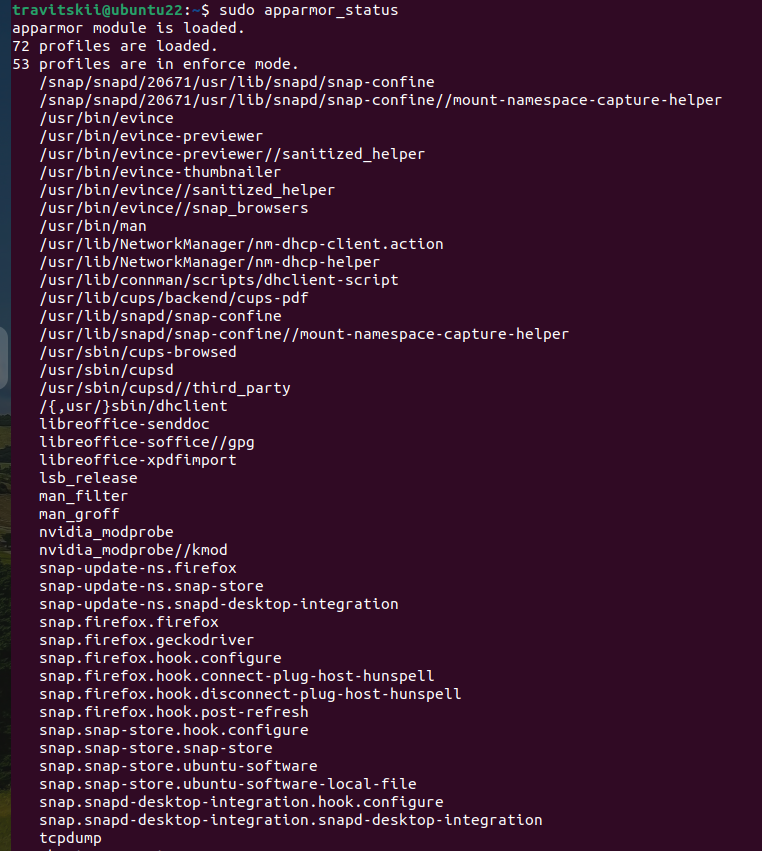 travitskii@ubuntu22:~$ sudo apparmor_status
apparmor module is loaded.
72 profiles are loaded.
53 profiles are in enforce mode.
/snap/snapd/20671/usr/lib/snapd/snap-confine
/snap/snapd/20671/usr/lib/snapd/snap-confine//mount-namespace-capture-helper
/usr/bin/evince
/usr/bin/evince-previewer
/usr/bin/evince-previewer//sanitized_helper
/usr/bin/evince-thumbnailer
/usr/bin/evince//sanitized_helper
/usr/bin/evince//snap_browsers
/usr/bin/man
/usr/lib/NetworkManager/nm-dhcp-client.action
/usr/lib/NetworkManager/nm-dhcp-helper
/usr/lib/connman/scripts/dhclient-script
/usr/lib/cups/backend/cups-pdf
/usr/lib/snapd/snap-confine
/usr/lib/snapd/snap-confine//mount-namespace-capture-helper
/usr/sbin/cups-browsed
/usr/sbin/cupsd
/usr/sbin/cupsd//third_party
/{,usr/}sbin/dhclient
libreoffice-senddoc
libreoffice-soffice//gpg
libreoffice-xpdfimport
lsb_release
man_filter
man_groff
nvidia_modprobe
nvidia_modprobe//kmod
snap-update-ns.firefox
snap-update-ns.snap-store
snap-update-ns.snapd-desktop-integration
snap.firefox.firefox
snap.firefox.geckodriver
snap.firefox.hook.configure
snap.firefox.hook.connect-plug-host-hunspell
snap.firefox.hook.disconnect-plug-host-hunspell
snap.firefox.hook.post-refresh
snap.snap-store.hook.configure
snap.snap-store.snap-store
snap.snap-store.ubuntu-software
snap.snap-store.ubuntu-software-local-file
snap.snapd-desktop-integration.hook.configure
snap.snapd-desktop-integration.snapd-desktop-integration
tcpdump